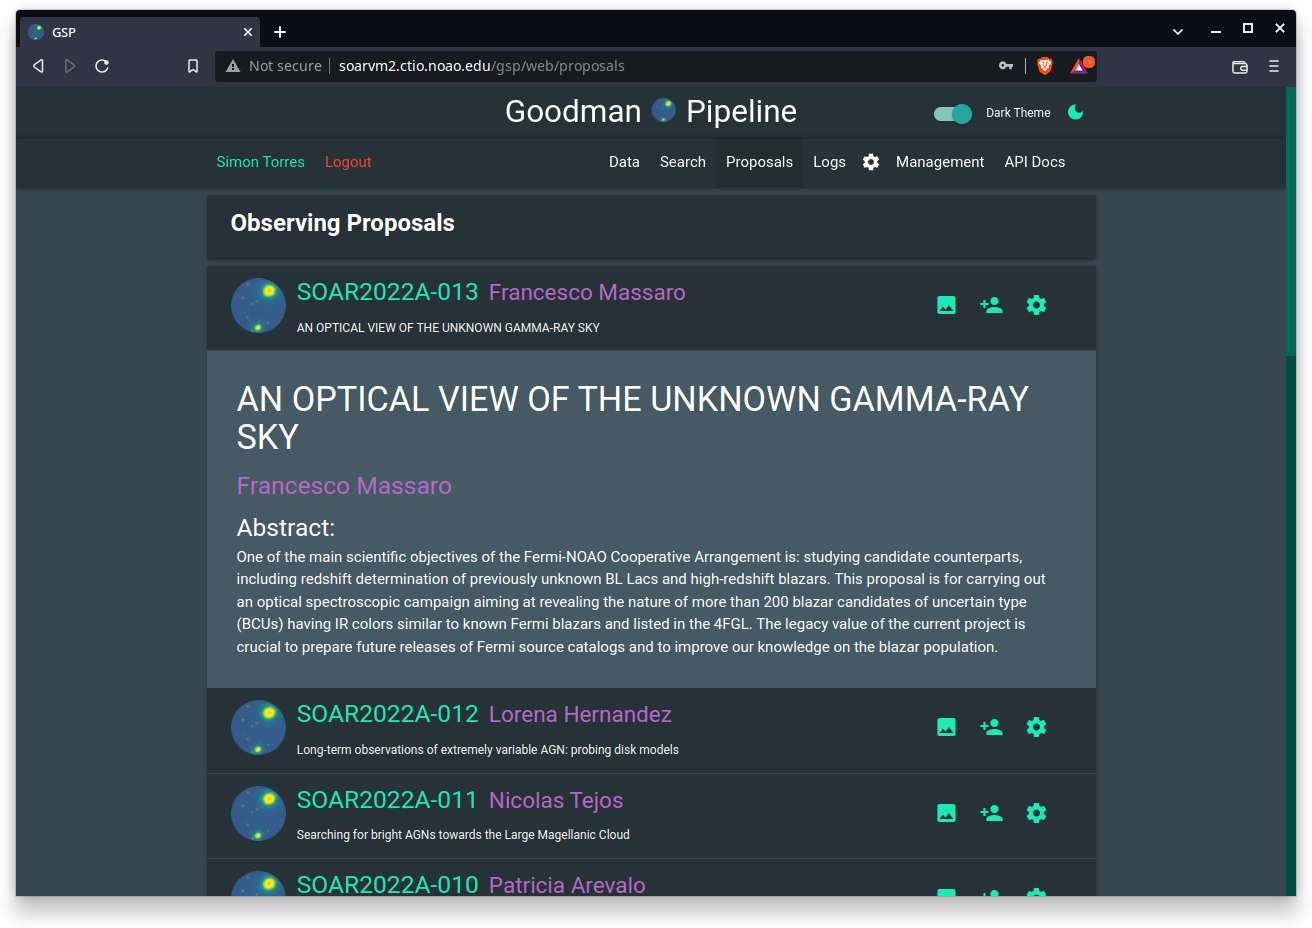 GSP
Not secure | soarvm2.ctio.noao.edu/gsp/web/proposals
1
Goodman Pipeline
Dark Theme
Simon Torres Logout Data Search Proposals Logs Management API Docs
Observing Proposals
SOAR2022A-013 Francesco Massaro
AN OPTICAL VIEW OF THE UNKNOWN GAMMA-RAY SKY
AN OPTICAL VIEW OF THE UNKNOWN GAMMA-RAY
SKY
Francesco Massaro
Abstract:
One of the main scientific objectives of the Fermi-NOAO Cooperative Arrangement is: studying candidate counterparts,
including redshift determination of previously unknown BL Lacs and high-redshift blazars. This proposal is for carrying out
an optical spectroscopic campaign aiming at revealing the nature of more than 200 blazar candidates of uncertain type
(BCUs) having IR colors similar to known Fermi blazars and listed in the 4FGL. The legacy value of the current project is
crucial to prepare future releases of Fermi source catalogs and to improve our knowledge on the blazar population.
SOAR2022A-012 Lorena Hernandez
Long-term observations of extremely variable AGN: probing disk models
SOAR2022A-011 Nicolas Tejos
Searching for bright AGNs towards the Large Magellanic Cloud
SOAR2022A-010 Patricia Arevalo